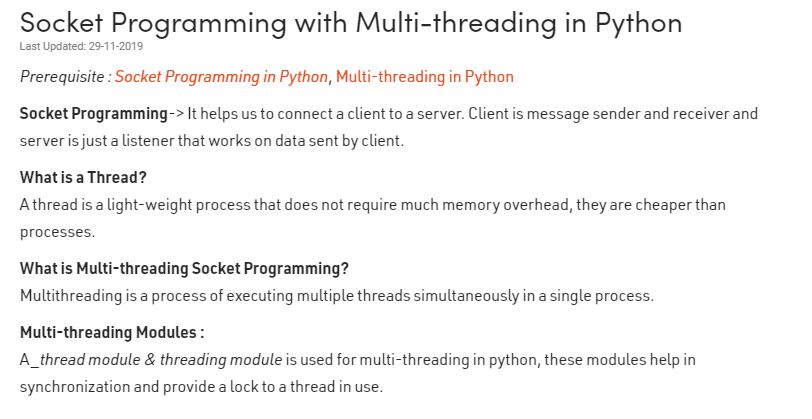 Socket Programming with Multi-threading in Python
Last Updated: 29-11-2019
Prerequisite : Socket Programming in Python, Multi-threading in Python
Socket Programming-> It helps us to connect a client to a server. Client is message sender and receiver and
server is just a listener that works on data sent by client.
What is a Thread?
A thread is a light-weight process that does not require much memory overhead, they are cheaper than
processes.
What is Multi-threading Socket Programming?
Multithreading is a process of executing multiple threads simultaneously in a single process.
Multi-threading Modules :
A _thread module & threading module is used for multi-threading in python, these modules help in
synchronization and provide a lock to a thread in use.